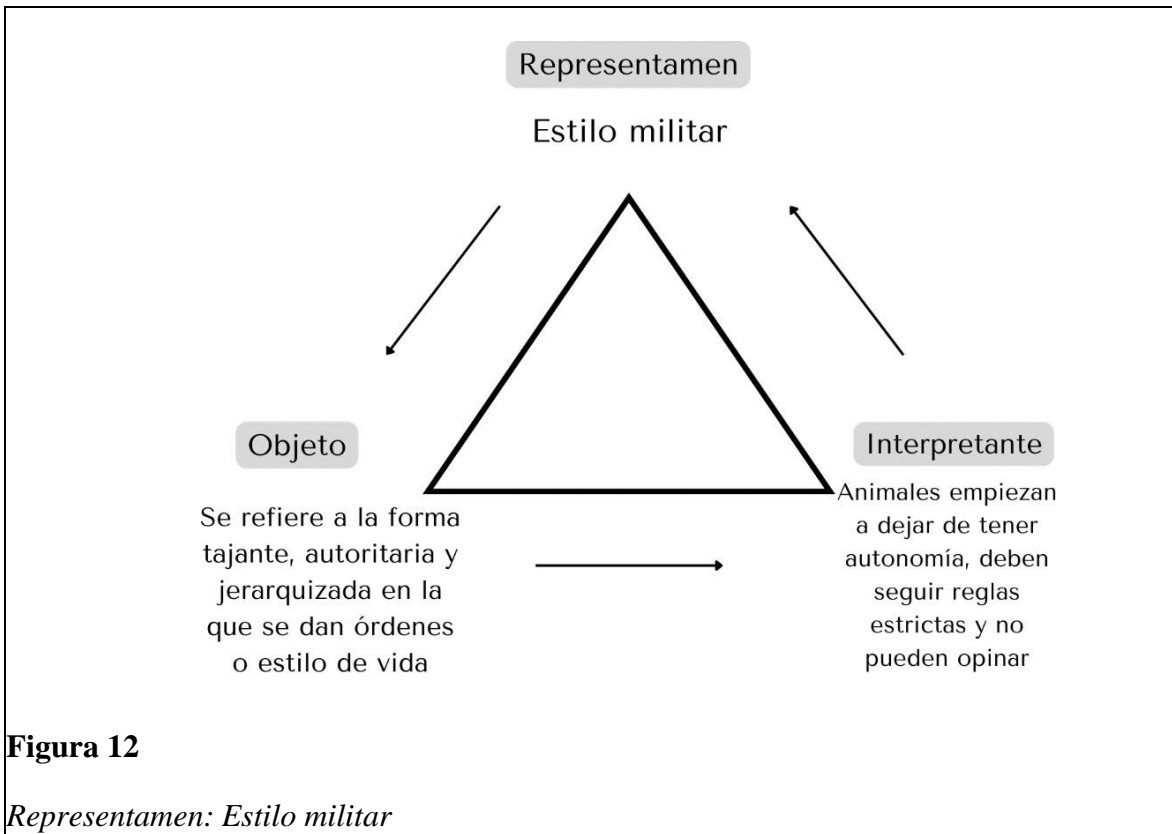 Representamen
Estilo militar
Objeto
Se refiere a la forma
tajante, autoritaria y
jerarquizada en la
que se dan órdenes
o estilo de vida
Interpretante
Animales empiezan
a dejar de tener
autonomía, deben
seguir reglas
estrictas y no
pueden opinar
Figura 12
Representamen: Estilo militar